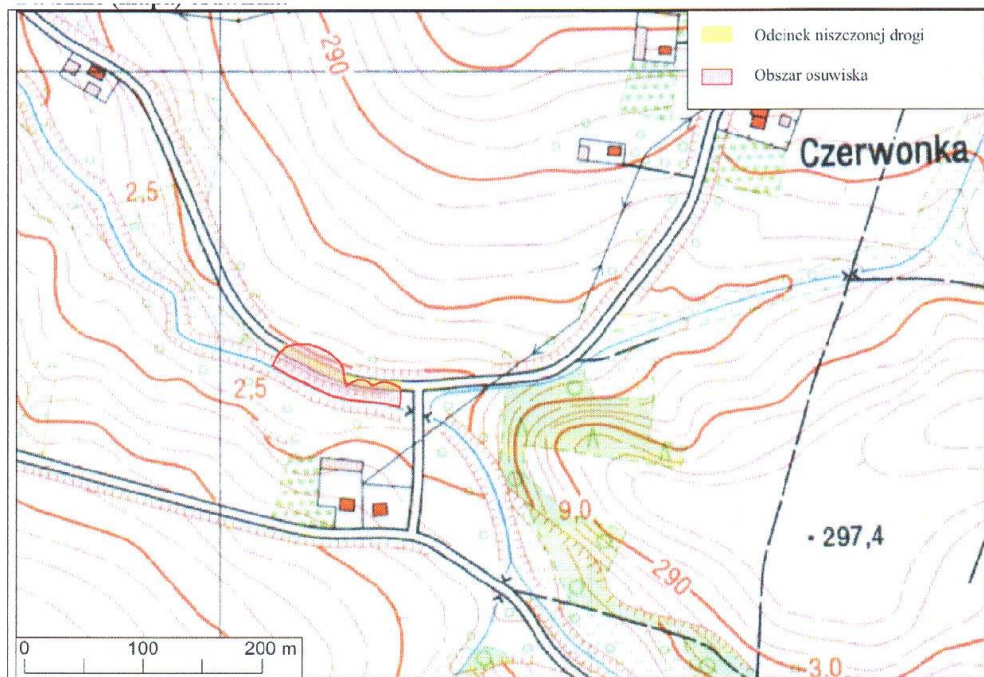 Odcinek niszczonej drogi
290
Obszar osuwiska
Czerwonka
2,5
2,5
9,0
297,4
290
3,0
0 100 200 m